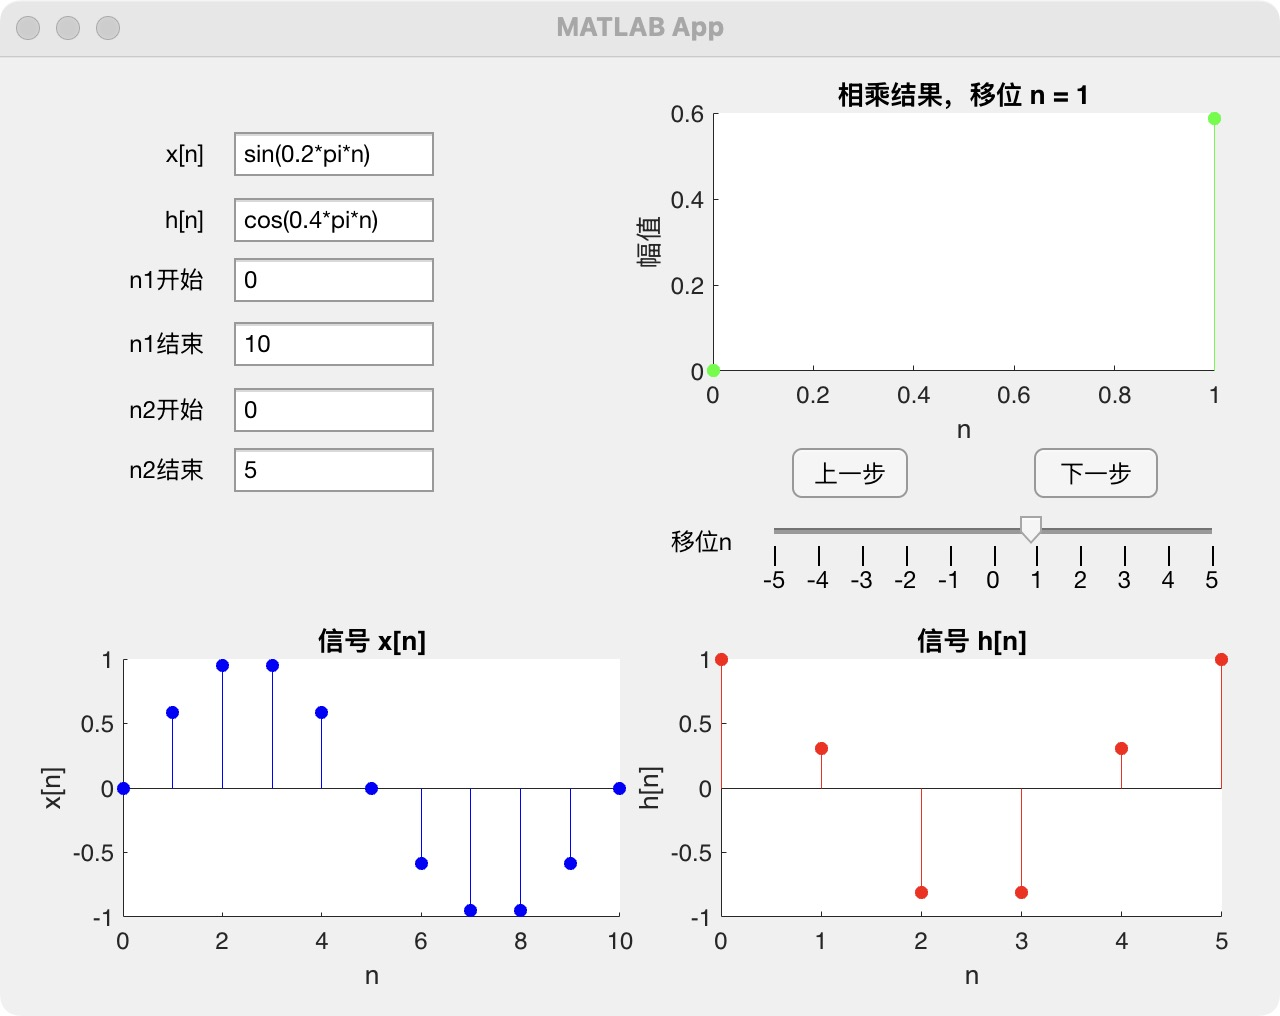 MATLAB App
x[n] sin(0.2*pi*n)
h[n] cos(0.4*pi*n)
n1开始 0
n1结束 10
n2开始 0
n2结束 5
相乘结果，移位 n = 1
幅值
0.6
0.4
0.2
0
0 0.2 0.4 0.6 0.8 1
n
上一步 下一步
移位n
-5 -4 -3 -2 -1 0 1 2 3 4 5
信号 x[n]
x[n]
1
0.5
0
-0.5
-1
0 2 4 6 8 10
n
信号 h[n]
h[n]
1
0.5
0
-0.5
-1
0 1 2 3 4 5
n